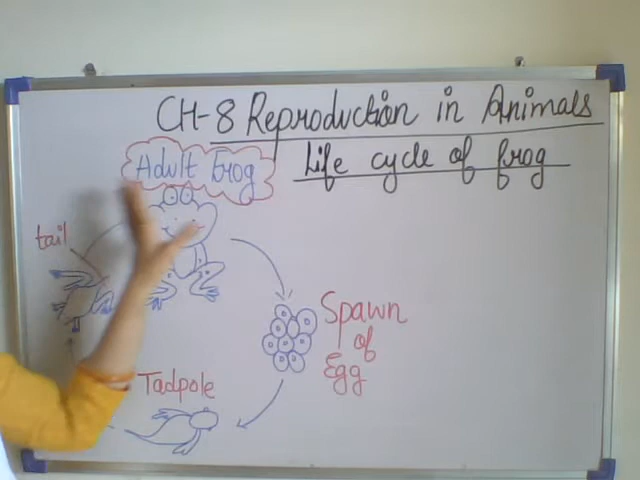 CH-8 Reproduction in Animals
Life cycle of frog
Adult Frog
tail
Spawn
of
Egg
Tadpole